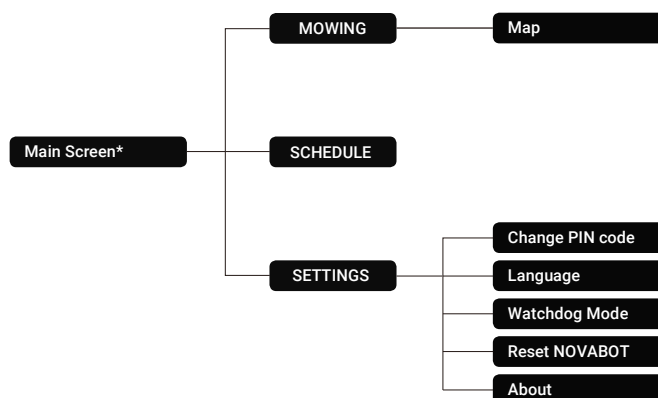 MOWING
Map
Main Screen*
SCHEDULE
SETTINGS
Change PIN code
Language
Watchdog Mode
Reset NOVABOT
About